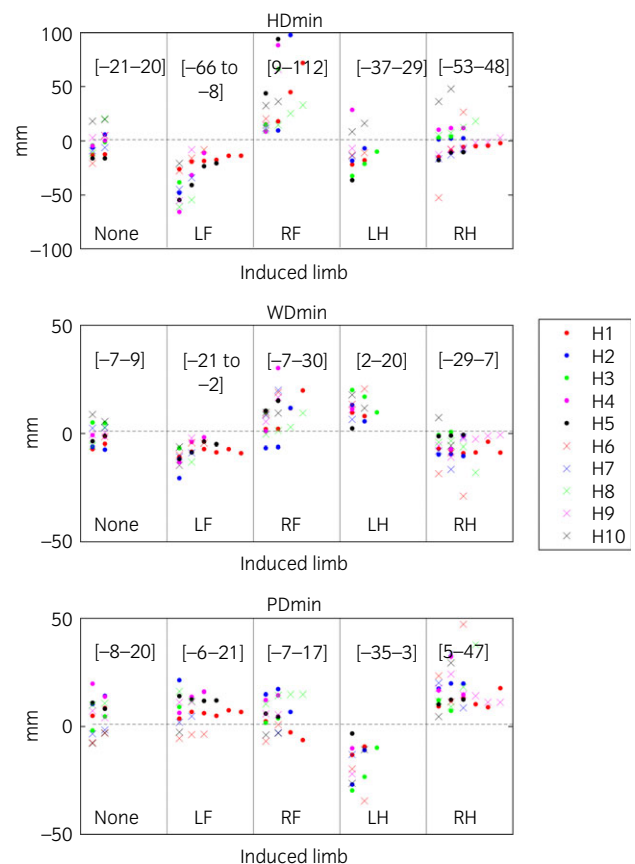 HDmin
100
[−21–20] [−66 to [9–112] [−37–29] [−53–48]
−8]
50
0
mm
−50
−100
None LF RF LH RH
Induced limb
WDmin
50
[−7–9] [−21 to [−7–30] [2–20] [−29–7]
−2]
0
mm
−50
None LF RF LH RH
Induced limb
H1
H2
H3
H4
H5
H6
H7
H8
H9
H10
PDmin
50
[−8–20] [−6–21] [−7–17] [−35–3] [5–47]
0
mm
−50
None LF RF LH RH
Induced limb